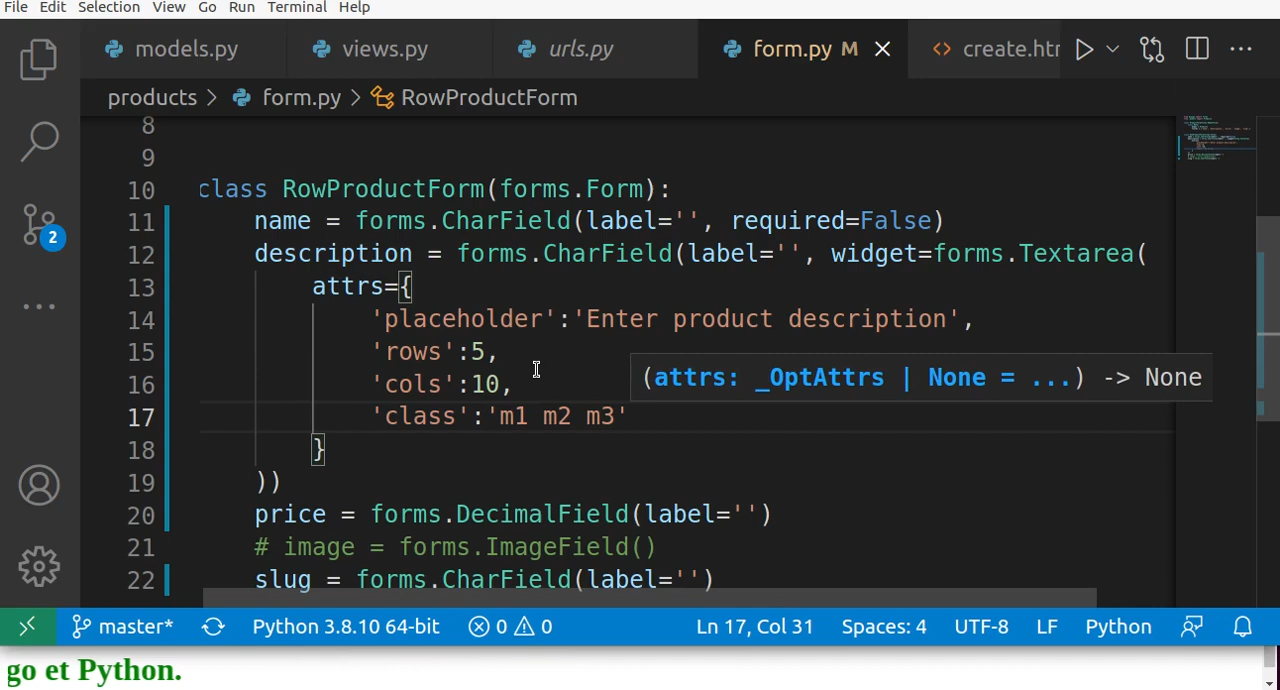 File Edit Selection View Go Run Terminal Help
models.py views.py urls.py form.py M create.htm
products > form.py > RowProductForm
8
9
10 class RowProductForm(forms.Form):
11 name = forms.CharField(label='', required=False)
12 description = forms.CharField(label='', widget=forms.Textarea(
13 attrs={
14 'placeholder':'Enter product description',
15 'rows':5,
16 'cols':10,
(attrs: _OptAttrs | None = ...) -> None
17 'class':'m1 m2 m3'
18 }
19 ))
20 price = forms.DecimalField(label='')
21 # image = forms.ImageField()
22 slug = forms.CharField(label='')
2
master* Python 3.8.10 64-bit 0 0 Ln 17, Col 31 Spaces: 4 UTF-8 LF Python
go et Python.